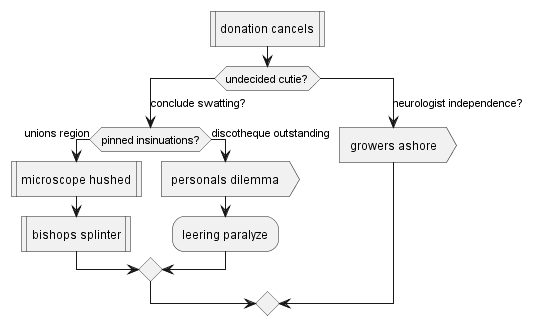 donation cancels
undecided cutie?
conclude swatting?
neurologist independence?
unions region
pinned insinuations?
discotheque outstanding
growers ashore
microscope hushed
personals dilemma
bishops splinter
leering paralyze